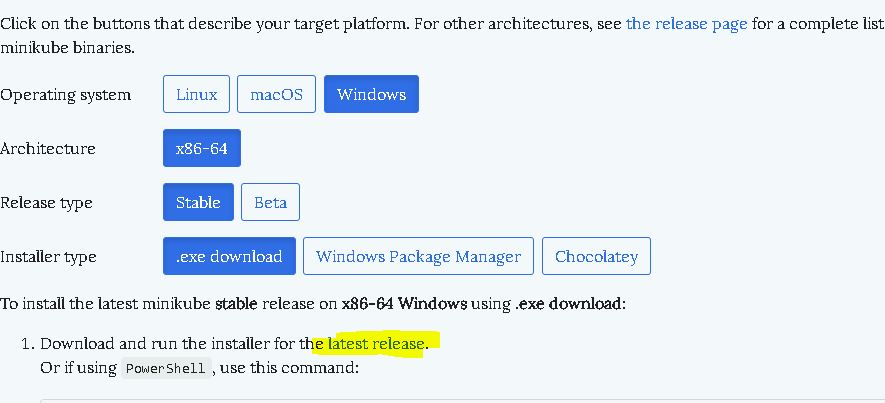 Click on the buttons that describe your target platform. For other architectures, see the release page for a complete list
minikube binaries.
Operating system Linux macOS Windows
Architecture x86-64
Release type Stable Beta
Installer type .exe download Windows Package Manager Chocolatey
To install the latest minikube stable release on x86-64 Windows using .exe download:
1. Download and run the installer for the latest release.
Or if using PowerShell , use this command: